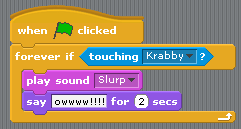 when clicked
forever if touching Krabby ?
play sound Slurp
say owwww!!!! for 2 secs